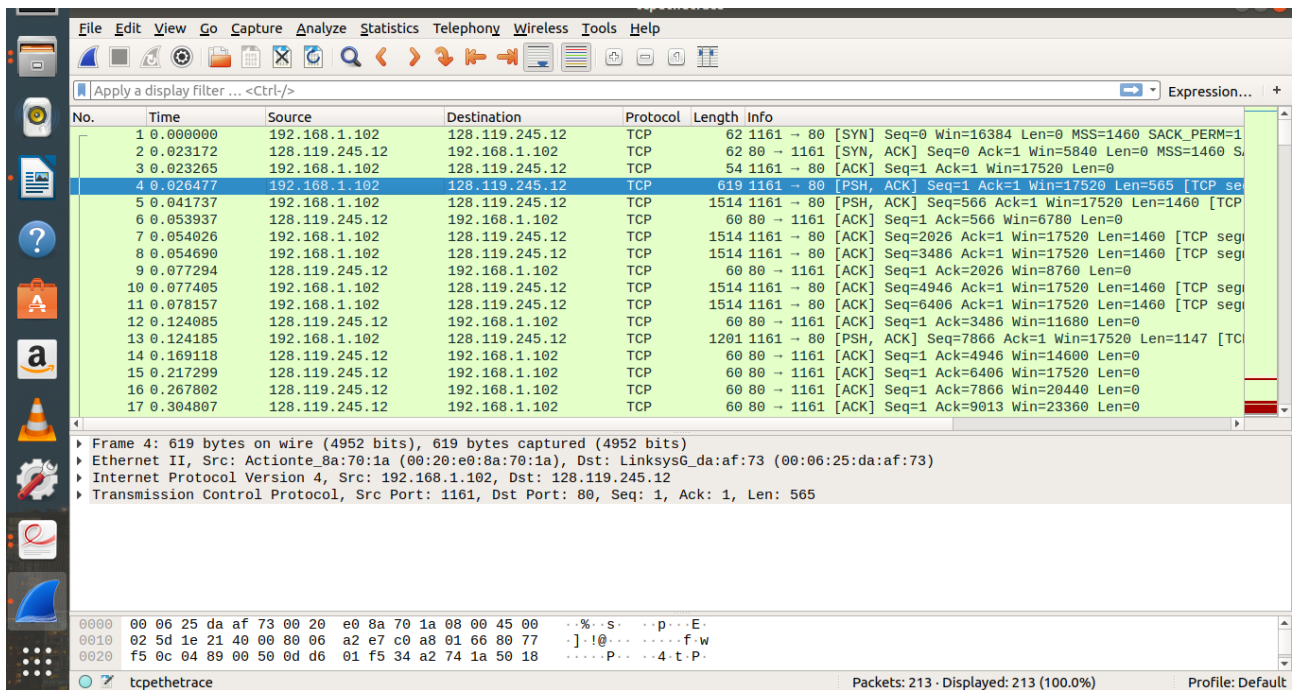 File Edit View Go Capture Analyze Statistics Telephony Wireless Tools Help
Apply a display filter … <Ctrl-/> Expression… +
No. Time Source Destination Protocol Length Info
1 0.000000 192.168.1.102 128.119.245.12 TCP 62 1161 → 80 [SYN] Seq=0 Win=16384 Len=0 MSS=1460 SACK_PERM=1
2 0.023172 128.119.245.12 192.168.1.102 TCP 62 80 → 1161 [SYN, ACK] Seq=0 Ack=1 Win=5840 Len=0 MSS=1460
3 0.023265 192.168.1.102 128.119.245.12 TCP 54 1161 → 80 [ACK] Seq=1 Ack=1 Win=17520 Len=0
4 0.026477 192.168.1.102 128.119.245.12 TCP 619 1161 → 80 [PSH, ACK] Seq=1 Ack=1 Win=17520 Len=565 [TCP se
5 0.041737 192.168.1.102 128.119.245.12 TCP 1514 1161 → 80 [PSH, ACK] Seq=566 Ack=1 Win=17520 Len=1460 [TCP
6 0.053937 128.119.245.12 192.168.1.102 TCP 60 80 → 1161 [ACK] Seq=1 Ack=566 Win=6780 Len=0
7 0.054026 192.168.1.102 128.119.245.12 TCP 1514 1161 → 80 [ACK] Seq=2026 Ack=1 Win=17520 Len=1460 [TCP seg
8 0.054690 192.168.1.102 128.119.245.12 TCP 1514 1161 → 80 [ACK] Seq=3486 Ack=1 Win=17520 Len=1460 [TCP seg
9 0.077294 128.119.245.12 192.168.1.102 TCP 60 80 → 1161 [ACK] Seq=1 Ack=2026 Win=8760 Len=0
10 0.077405 192.168.1.102 128.119.245.12 TCP 1514 1161 → 80 [ACK] Seq=4946 Ack=1 Win=17520 Len=1460 [TCP seg
11 0.078157 192.168.1.102 128.119.245.12 TCP 1514 1161 → 80 [ACK] Seq=6406 Ack=1 Win=17520 Len=1460 [TCP seg
12 0.124085 128.119.245.12 192.168.1.102 TCP 60 80 → 1161 [ACK] Seq=1 Ack=3486 Win=11680 Len=0
13 0.124185 192.168.1.102 128.119.245.12 TCP 1201 1161 → 80 [PSH, ACK] Seq=7866 Ack=1 Win=17520 Len=1147 [TC
14 0.169118 128.119.245.12 192.168.1.102 TCP 60 80 → 1161 [ACK] Seq=1 Ack=4946 Win=14600 Len=0
15 0.217299 128.119.245.12 192.168.1.102 TCP 60 80 → 1161 [ACK] Seq=1 Ack=6406 Win=17520 Len=0
16 0.267802 128.119.245.12 192.168.1.102 TCP 60 80 → 1161 [ACK] Seq=1 Ack=7866 Win=20440 Len=0
17 0.304807 128.119.245.12 192.168.1.102 TCP 60 80 → 1161 [ACK] Seq=1 Ack=9013 Win=23360 Len=0
Frame 4: 619 bytes on wire (4952 bits), 619 bytes captured (4952 bits)
Ethernet II, Src: Actionte_8a:70:1a (00:20:e0:8a:70:1a), Dst: LinksysG_da:af:73 (00:06:25:da:af:73)
Internet Protocol Version 4, Src: 192.168.1.102, Dst: 128.119.245.12
Transmission Control Protocol, Src Port: 1161, Dst Port: 80, Seq: 1, Ack: 1, Len: 565
0000 00 06 25 da af 73 00 20 e0 8a 70 1a 08 00 45 00 ··%··s· ··p···E·
0010 02 5d 1e 21 40 00 80 06 a2 e7 c0 a8 01 66 80 77 ·]·!@··· ·····f·w
0020 f5 0c 04 89 00 50 0d d6 01 f5 34 a2 74 1a 50 18 ·····P·· ··4·t·P·
tcpethetrace Packets: 213 · Displayed: 213 (100.0%) Profile: Default